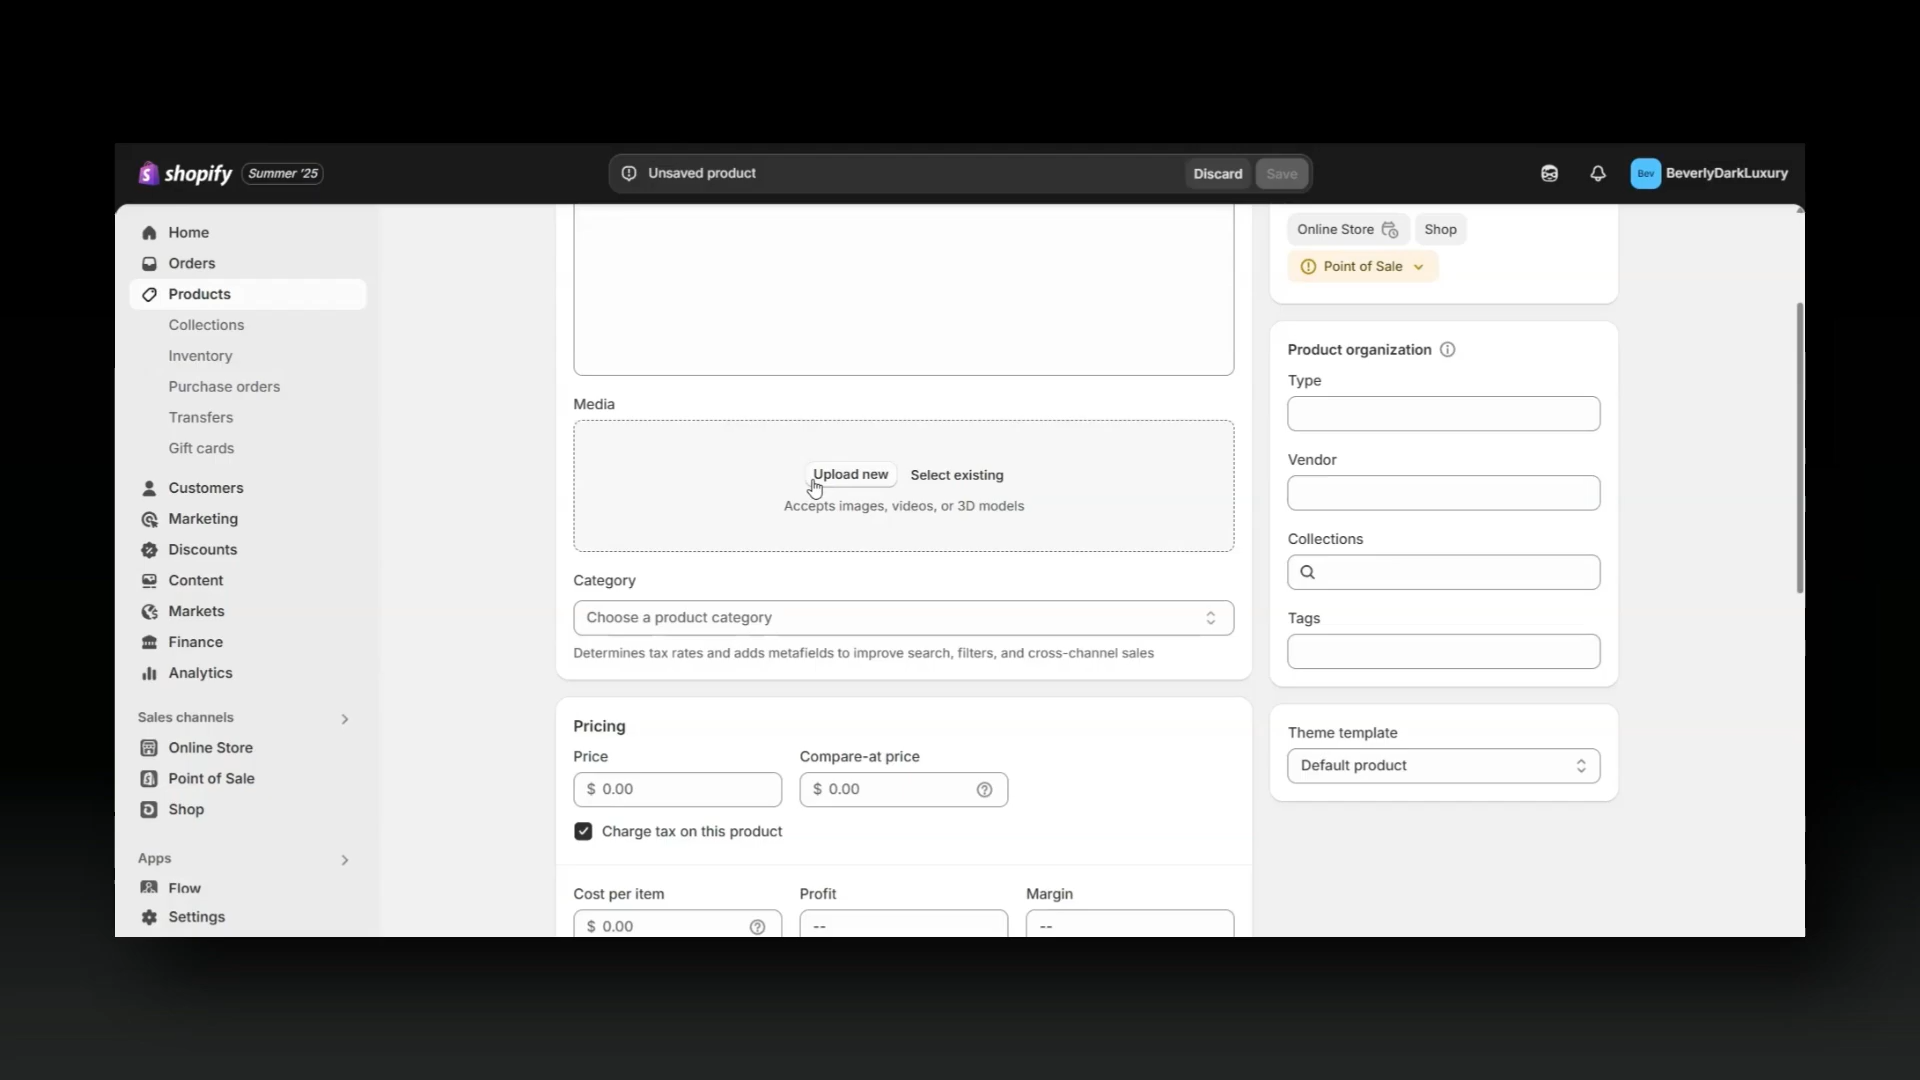 shopify Summer '25
Unsaved product
Discard Save
Bev BeverlyDarkLuxury
Home
Orders
Products
Collections
Inventory
Purchase orders
Transfers
Gift cards
Customers
Marketing
Discounts
Content
Markets
Finance
Analytics
Sales channels
Online Store
Point of Sale
Shop
Apps
Flow
Settings
Media
Upload new Select existing
Accepts images, videos, or 3D models
Category
Choose a product category
Determines tax rates and adds metafields to improve search, filters, and cross-channel sales
Pricing
Price Compare-at price
$ 0.00 $ 0.00
Charge tax on this product
Cost per item Profit Margin
$ 0.00 -- --
Online Store Shop
Point of Sale
Product organization
Type
Vendor
Collections
Tags
Theme template
Default product